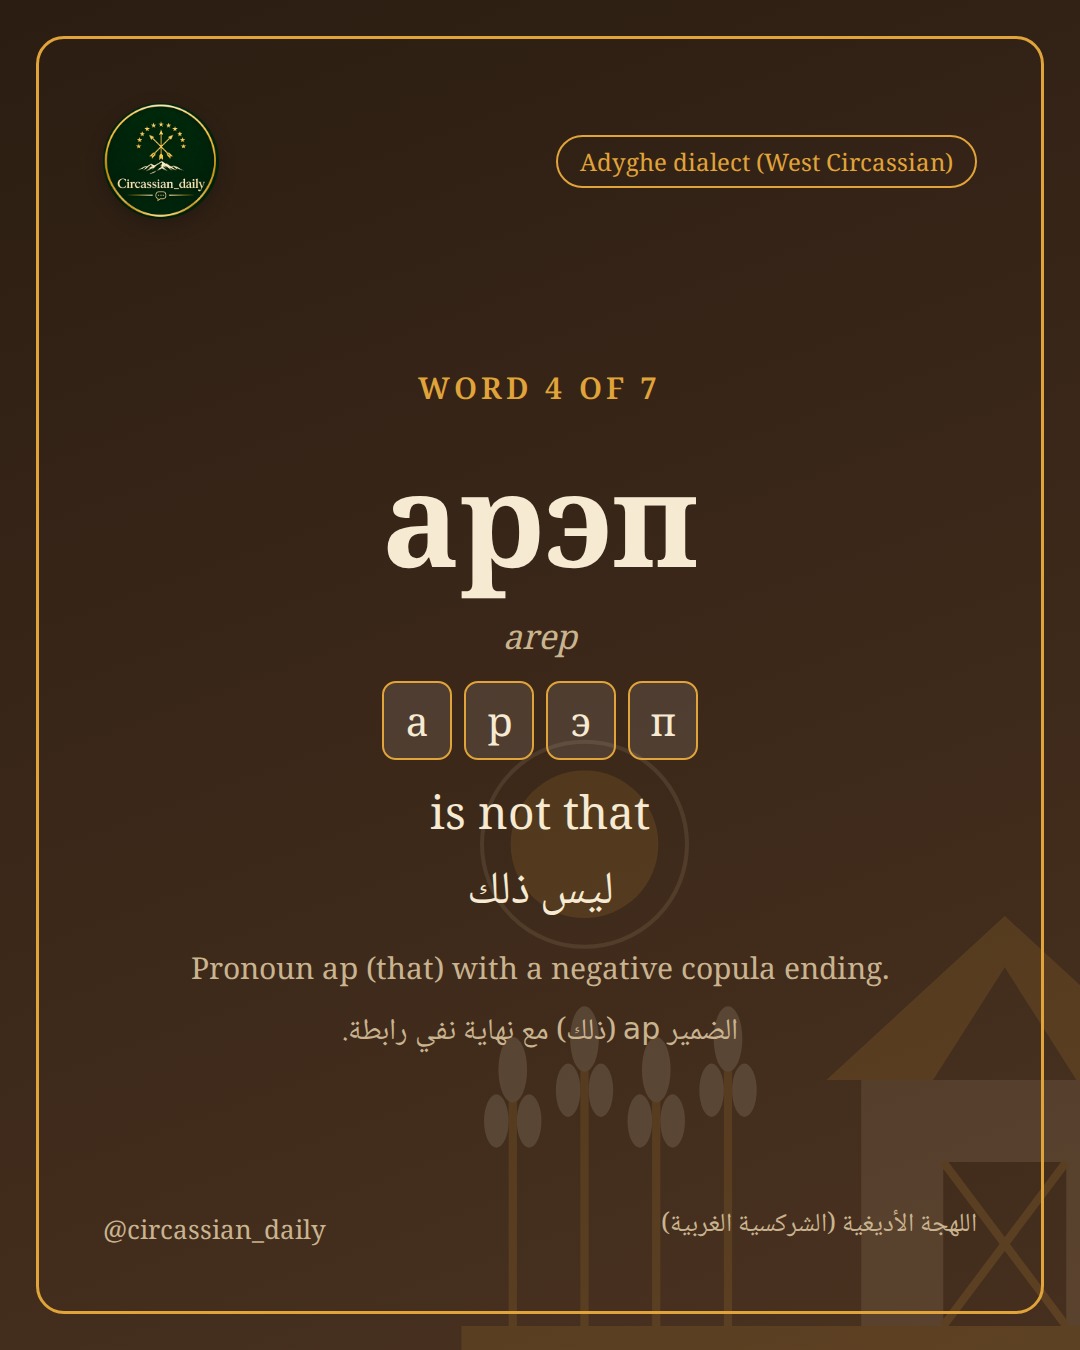 Circassian_daily
Adyghe dialect (West Circassian)
WORD 4 OF 7
арэп
arep
а р э п
is not that
ليس ذلك
Pronoun ар (that) with a negative copula ending.
الضمير ар (ذلك) مع نهاية نفي رابطة.
@circassian_daily
اللهجة الأديغية (الشركسية الغربية)